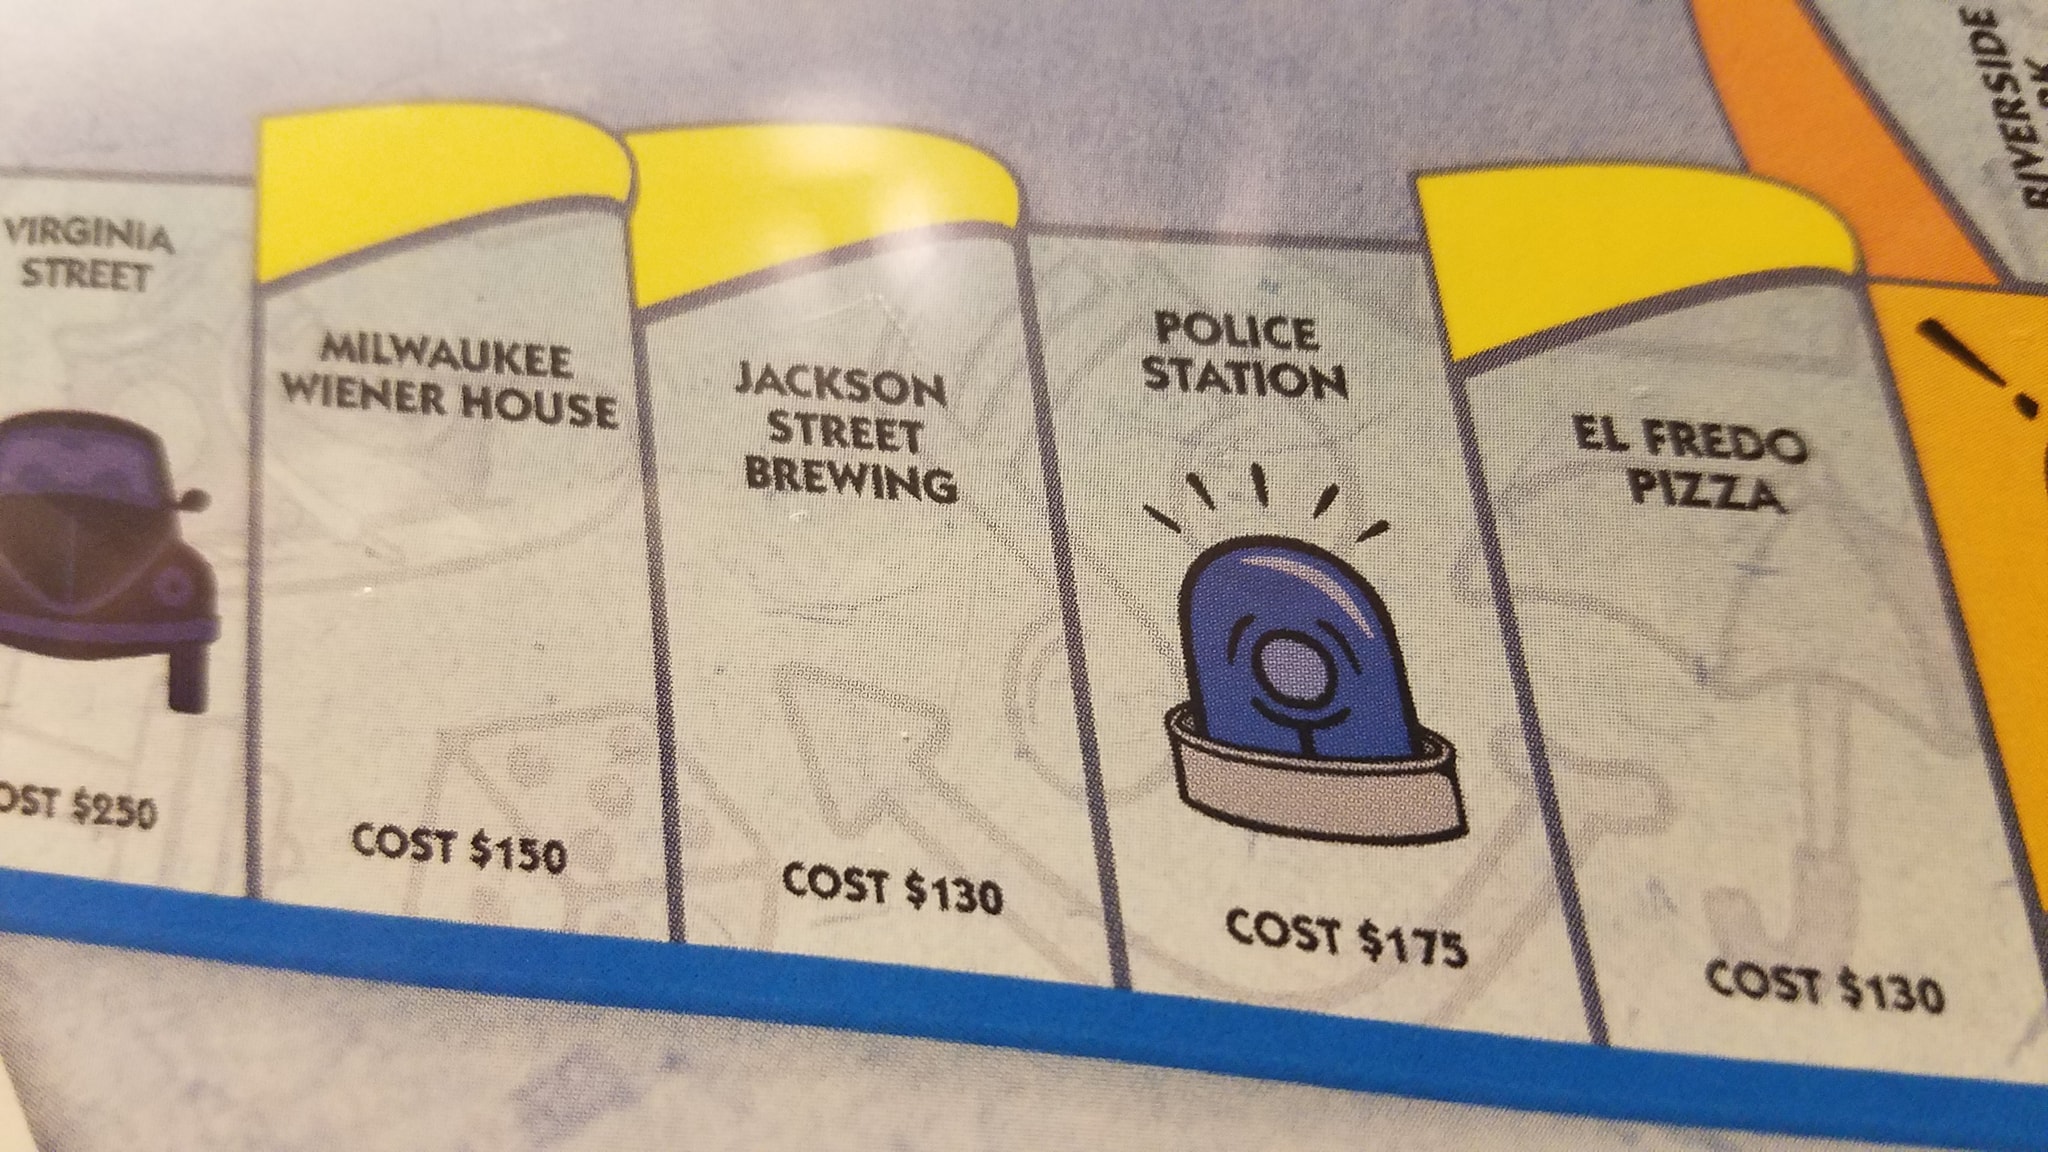 VIRGINIA
STREET
OST $250
MILWAUKEE
WIENER HOUSE
COST $150
JACKSON
STREET
BREWING
COST $130
POLICE
STATION
COST $175
EL FREDO
PIZZA
COST $130
RIVERSIDE